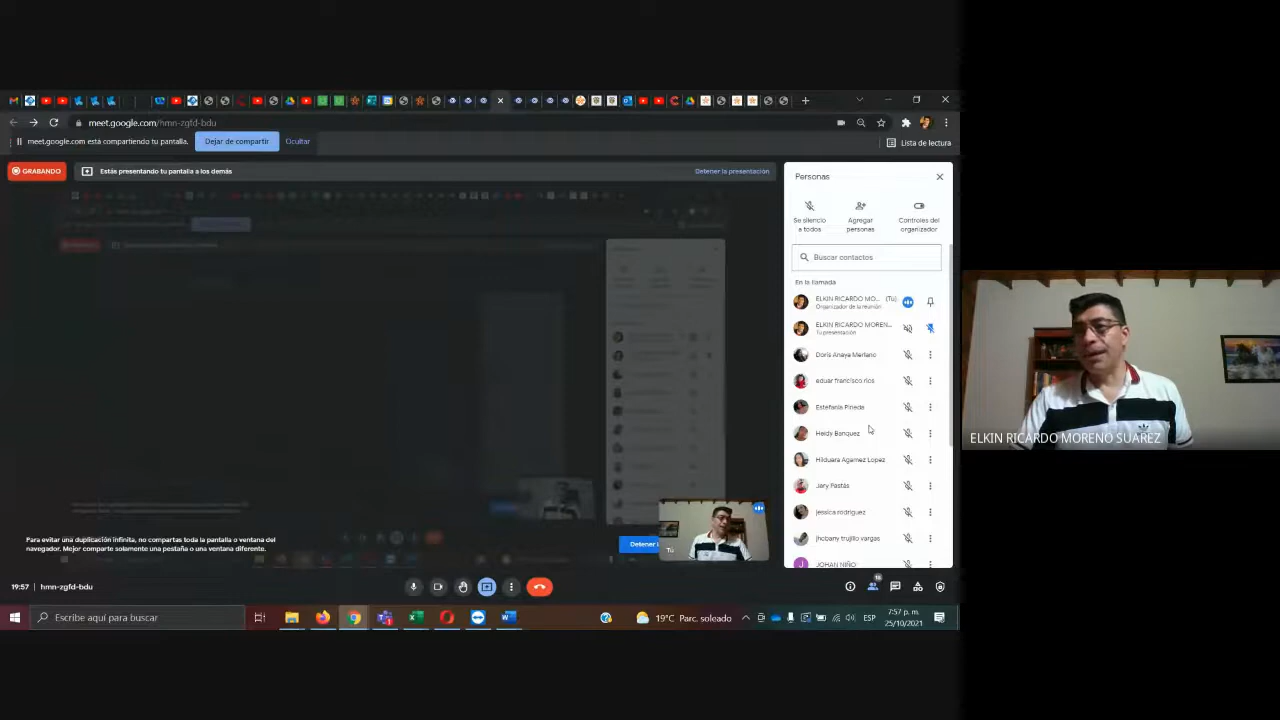 meet.google.com/hmn-zgfd-bdu
meet.google.com está compartiendo tu pantalla.
Dejar de compartir
Ocultar
Lista de lectura
GRABANDO
Estás presentando tu pantalla a los demás
Detener la presentación
Personas
Se silenció
a todos
Agregar
personas
Controles del
organizador
Buscar contactos
En la llamada
ELKIN RICARDO MO... (Tú)
Organizador de la reunión
ELKIN RICARDO MOREN...
Tu presentación
Doris Anaya Merlano
eduar francisco rios
Estefania Pineda
Heidy Banquez
Hilduara Agamez Lopez
Jary Pastás
jessica rodriguez
jhobany trujillo vargas
J JOHAN NIÑO
ELKIN RICARDO MORENO SUAREZ
Para evitar una duplicación infinita, no compartas toda la pantalla o ventana del
navegador. Mejor comparte solamente una pestaña o una ventana diferente.
Tú
19:57 | hmn-zgfd-bdu
Escribe aquí para buscar
19°C Parc. soleado
ESP
7:57 p. m.
25/10/2021